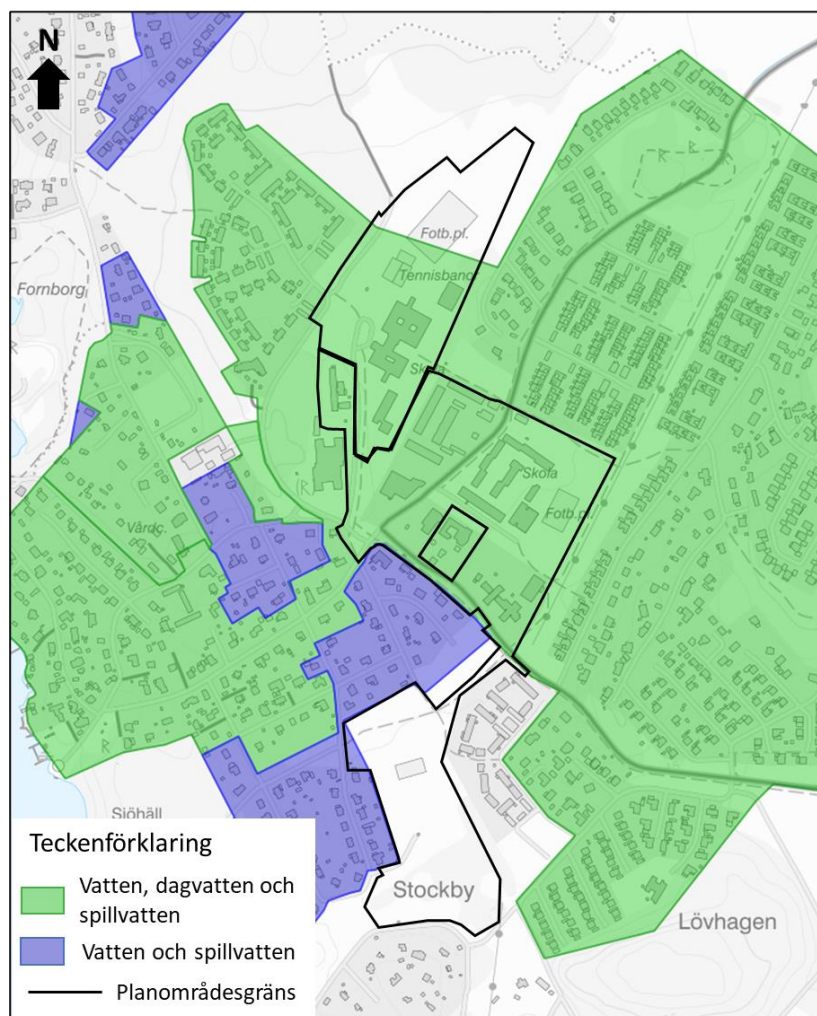 N
Fotb.pl.
Fornborg
Tennisbana
Skola
Skola
R
Fotb.pl.
Vårdc.
R
R
Sjöhäll
Stockby
Lövhagen
Teckenförklaring
Vatten, dagvatten och
spillvatten
Vatten och spillvatten
Planområdesgräns